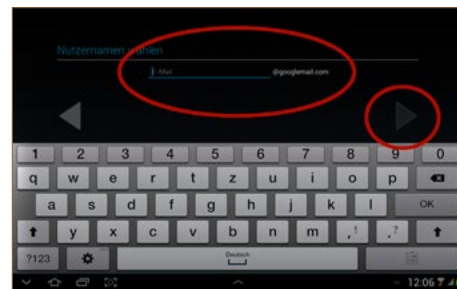 Nutzernamen wählen
E-Mail @googlemail.com
1 2 3 4 5 6 7 8 9 0
q w e r t z u i o p
a s d f g h j k l OK
y x c v b n m , ! . ?
?123 Deutsch
12:06